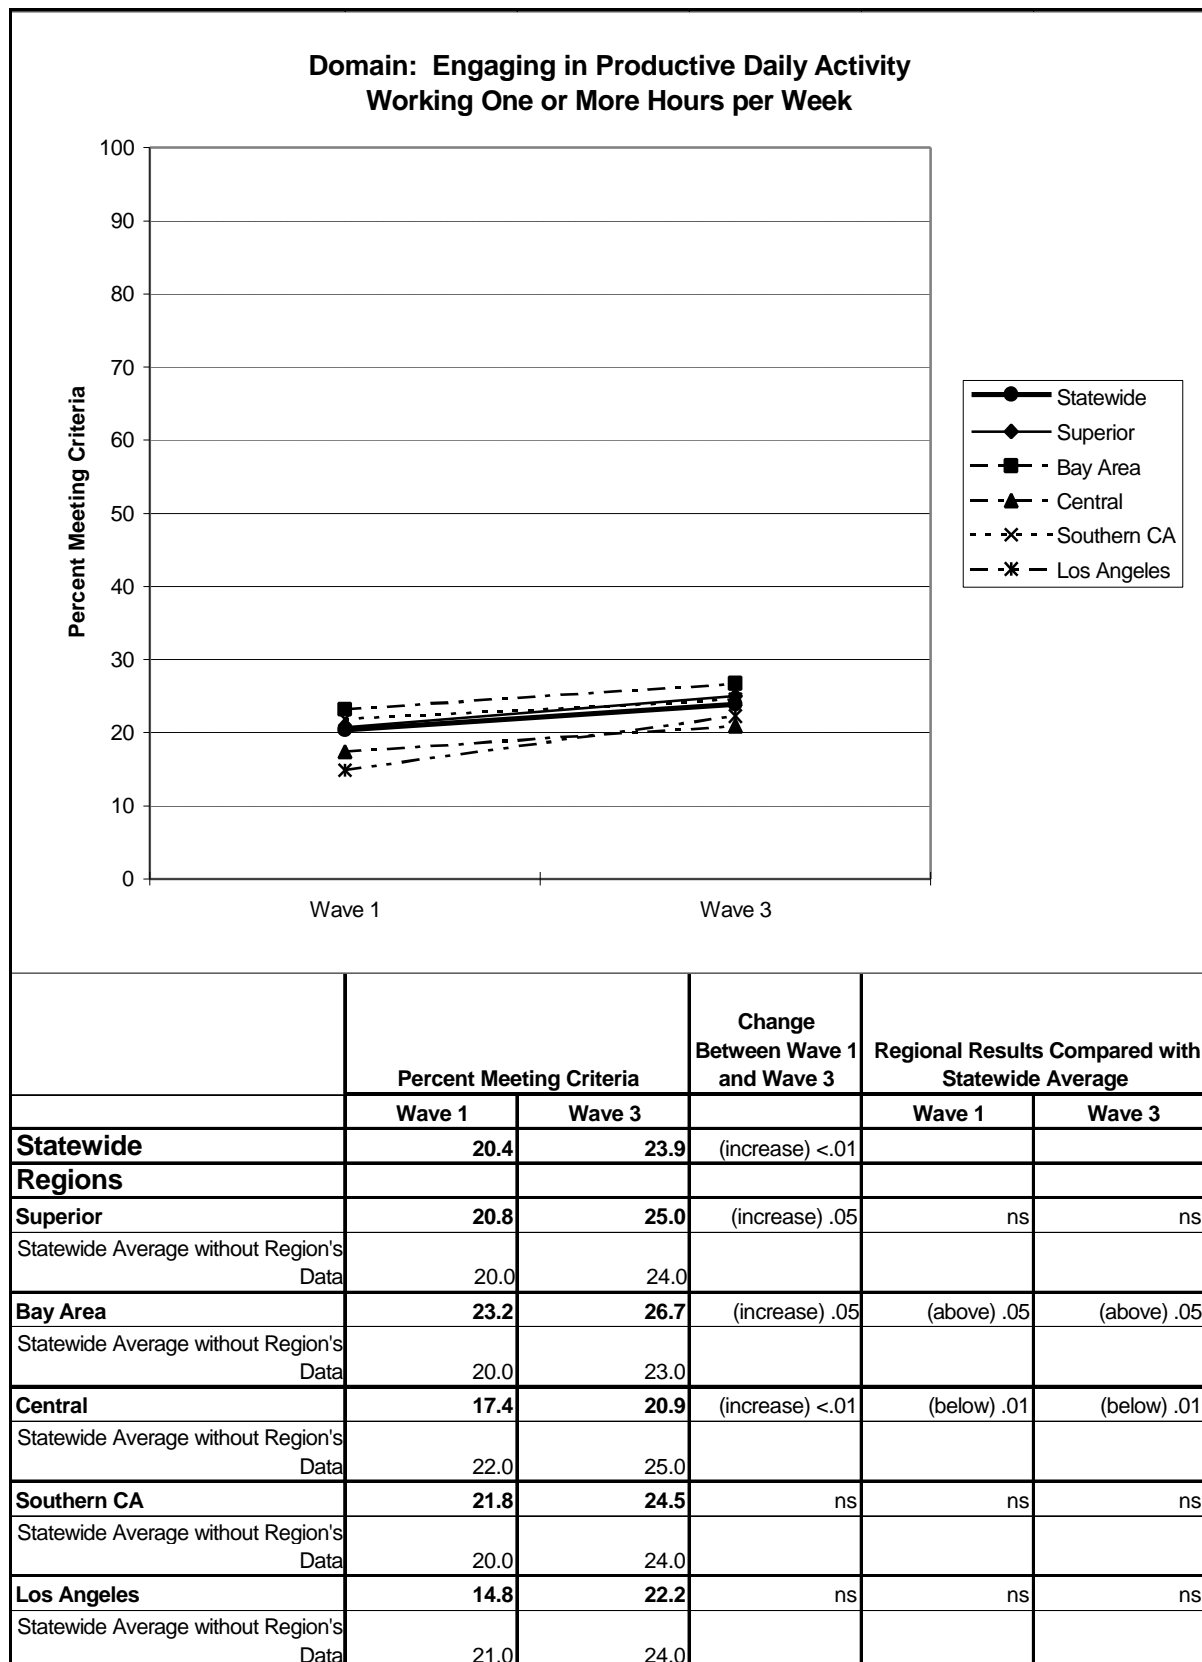 Domain:  Engaging in Productive Daily Activity
Working One or More Hours per Week
Percent Meeting Criteria
100
90
80
70
60
50
40
30
20
10
0
Wave 1
Wave 3
Statewide
Superior
Bay Area
Central
Southern CA
Los Angeles
Percent Meeting Criteria
Change
Between Wave 1
and Wave 3
Regional Results Compared with
Statewide Average
Wave 1 Wave 3 Wave 1 Wave 3
Statewide 20.4 23.9 (increase) <.01
Regions
Superior 20.8 25.0 (increase) .05 ns ns
Statewide Average without Region's
Data 20.0 24.0
Bay Area 23.2 26.7 (increase) .05 (above) .05 (above) .05
Statewide Average without Region's
Data 20.0 23.0
Central 17.4 20.9 (increase) <.01 (below) .01 (below) .01
Statewide Average without Region's
Data 22.0 25.0
Southern CA 21.8 24.5 ns ns ns
Statewide Average without Region's
Data 20.0 24.0
Los Angeles 14.8 22.2 ns ns ns
Statewide Average without Region's
Data 21.0 24.0